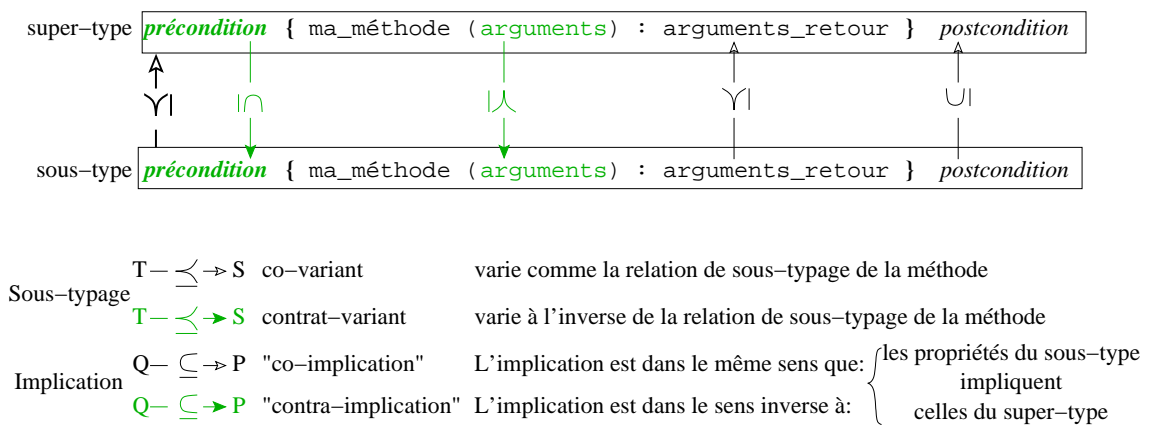 super-type précondition { ma_méthode (arguments) : arguments_retour } postcondition
sous-type précondition { ma_méthode (arguments) : arguments_retour } postcondition
Sous-typage
T — ≼ → S co-variant varie comme la relation de sous-typage de la méthode
T — ≼ → S contrat-variant varie à l'inverse de la relation de sous-typage de la méthode
Implication
Q — ⊆ → P "co-implication" L'implication est dans le même sens que:
Q — ⊆ → P "contra-implication" L'implication est dans le sens inverse à:
les propriétés du sous-type
impliquent
celles du super-type